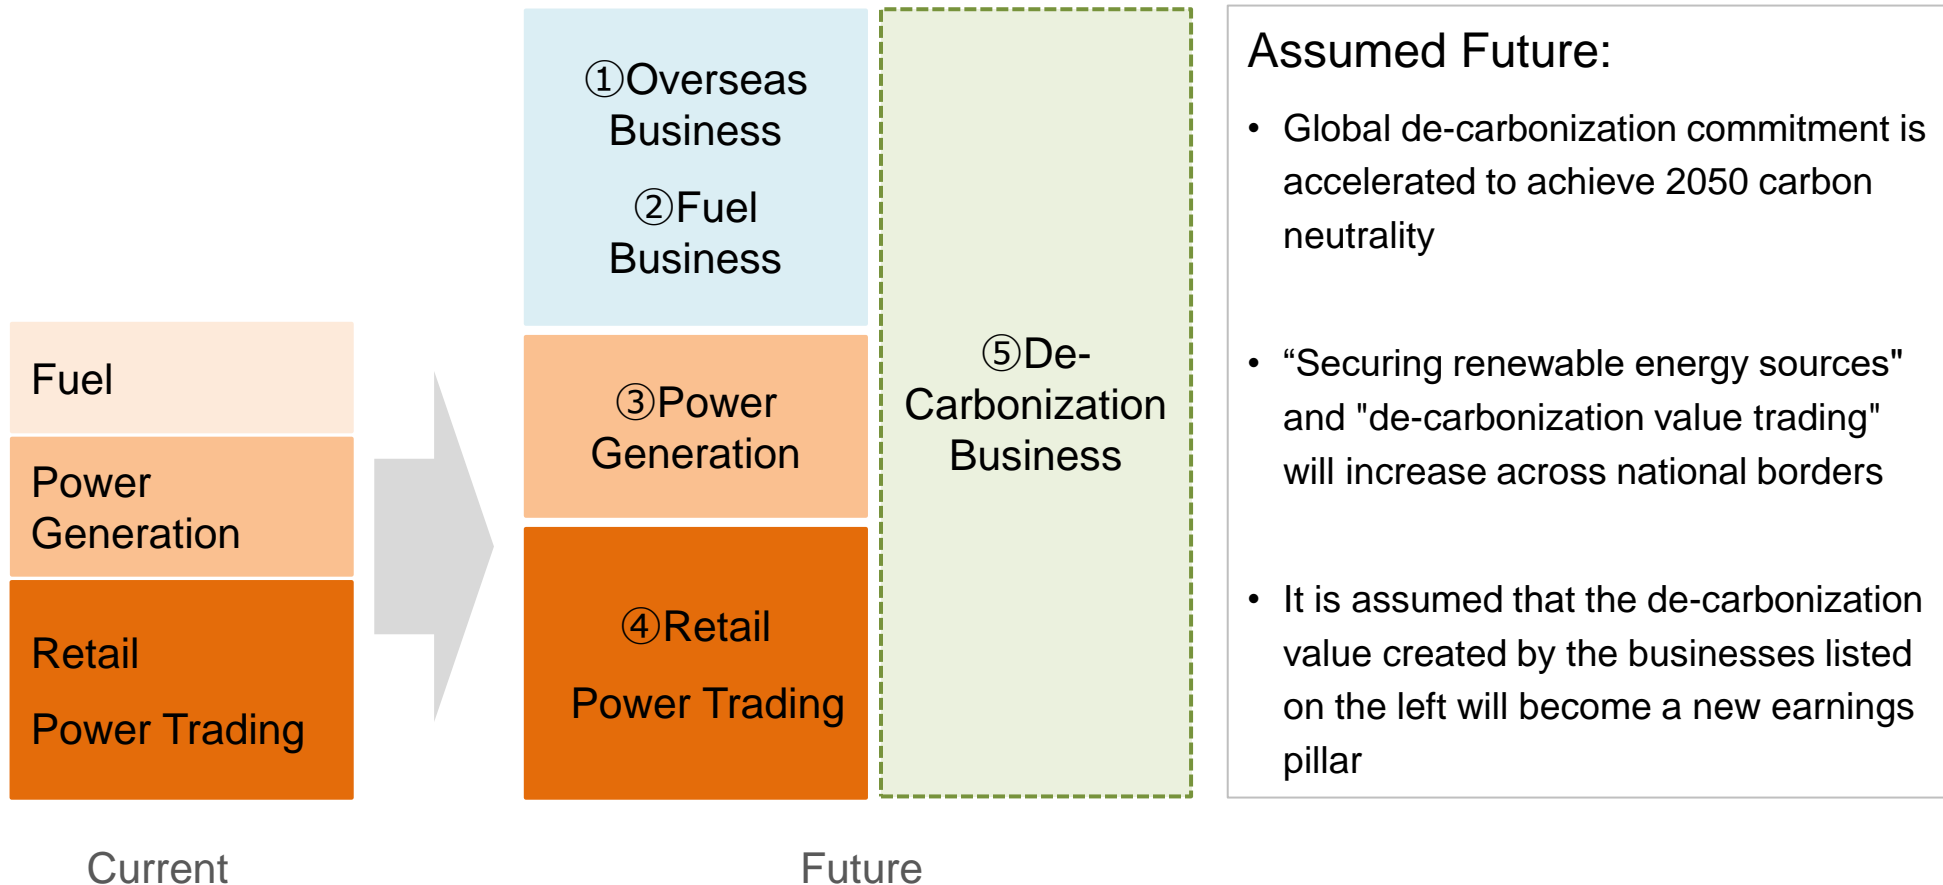 Fuel
Power
Generation
Retail
Power Trading
Current
①Overseas
Business
②Fuel
Business
③Power
Generation
④Retail
Power Trading
⑤De-
Carbonization
Business
Future
Assumed Future:
• Global de-carbonization commitment is
accelerated to achieve 2050 carbon
neutrality
• “Securing renewable energy sources"
and "de-carbonization value trading"
will increase across national borders
• It is assumed that the de-carbonization
value created by the businesses listed
on the left will become a new earnings
pillar